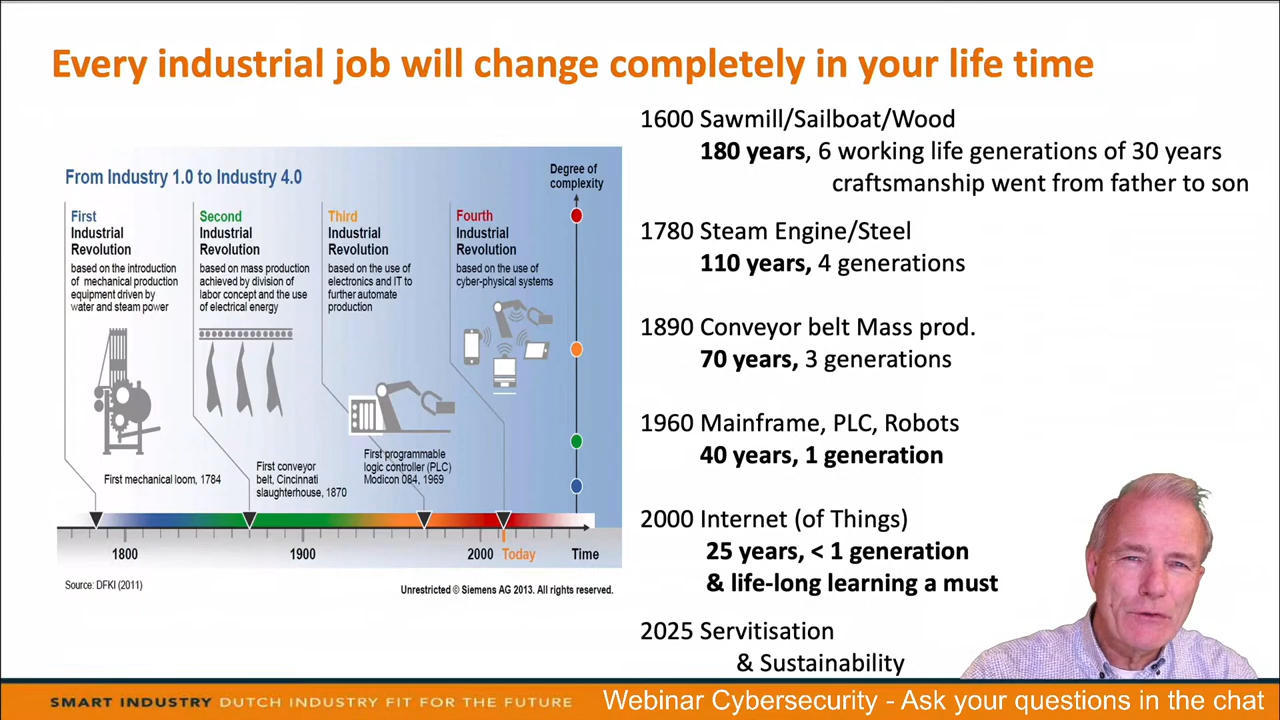 Every industrial job will change completely in your life time
From Industry 1.0 to Industry 4.0
Degree of
complexity
First
Industrial
Revolution
based on the introduction
of mechanical production
equipment driven by
water and steam power
Second
Industrial
Revolution
based on mass production
achieved by division of
labor concept and the use
of electrical energy
Third
Industrial
Revolution
based on the use of
electronics and IT to
further automate
production
Fourth
Industrial
Revolution
based on the use of
cyber-physical systems
First mechanical loom, 1784
First conveyor
belt, Cincinnati
slaughterhouse, 1870
First programmable
logic controller (PLC)
Modicon 084, 1969
1800
1900
2000
Today
Time
Source: DFKI (2011)
Unrestricted © Siemens AG 2013. All rights reserved.
1600 Sawmill/Sailboat/Wood
180 years, 6 working life generations of 30 years
craftsmanship went from father to son
1780 Steam Engine/Steel
110 years, 4 generations
1890 Conveyor belt Mass prod.
70 years, 3 generations
1960 Mainframe, PLC, Robots
40 years, 1 generation
2000 Internet (of Things)
25 years, < 1 generation
& life-long learning a must
2025 Servitisation
& Sustainability
SMART INDUSTRY DUTCH INDUSTRY FIT FOR THE FUTURE
Webinar Cybersecurity - Ask your questions in the chat